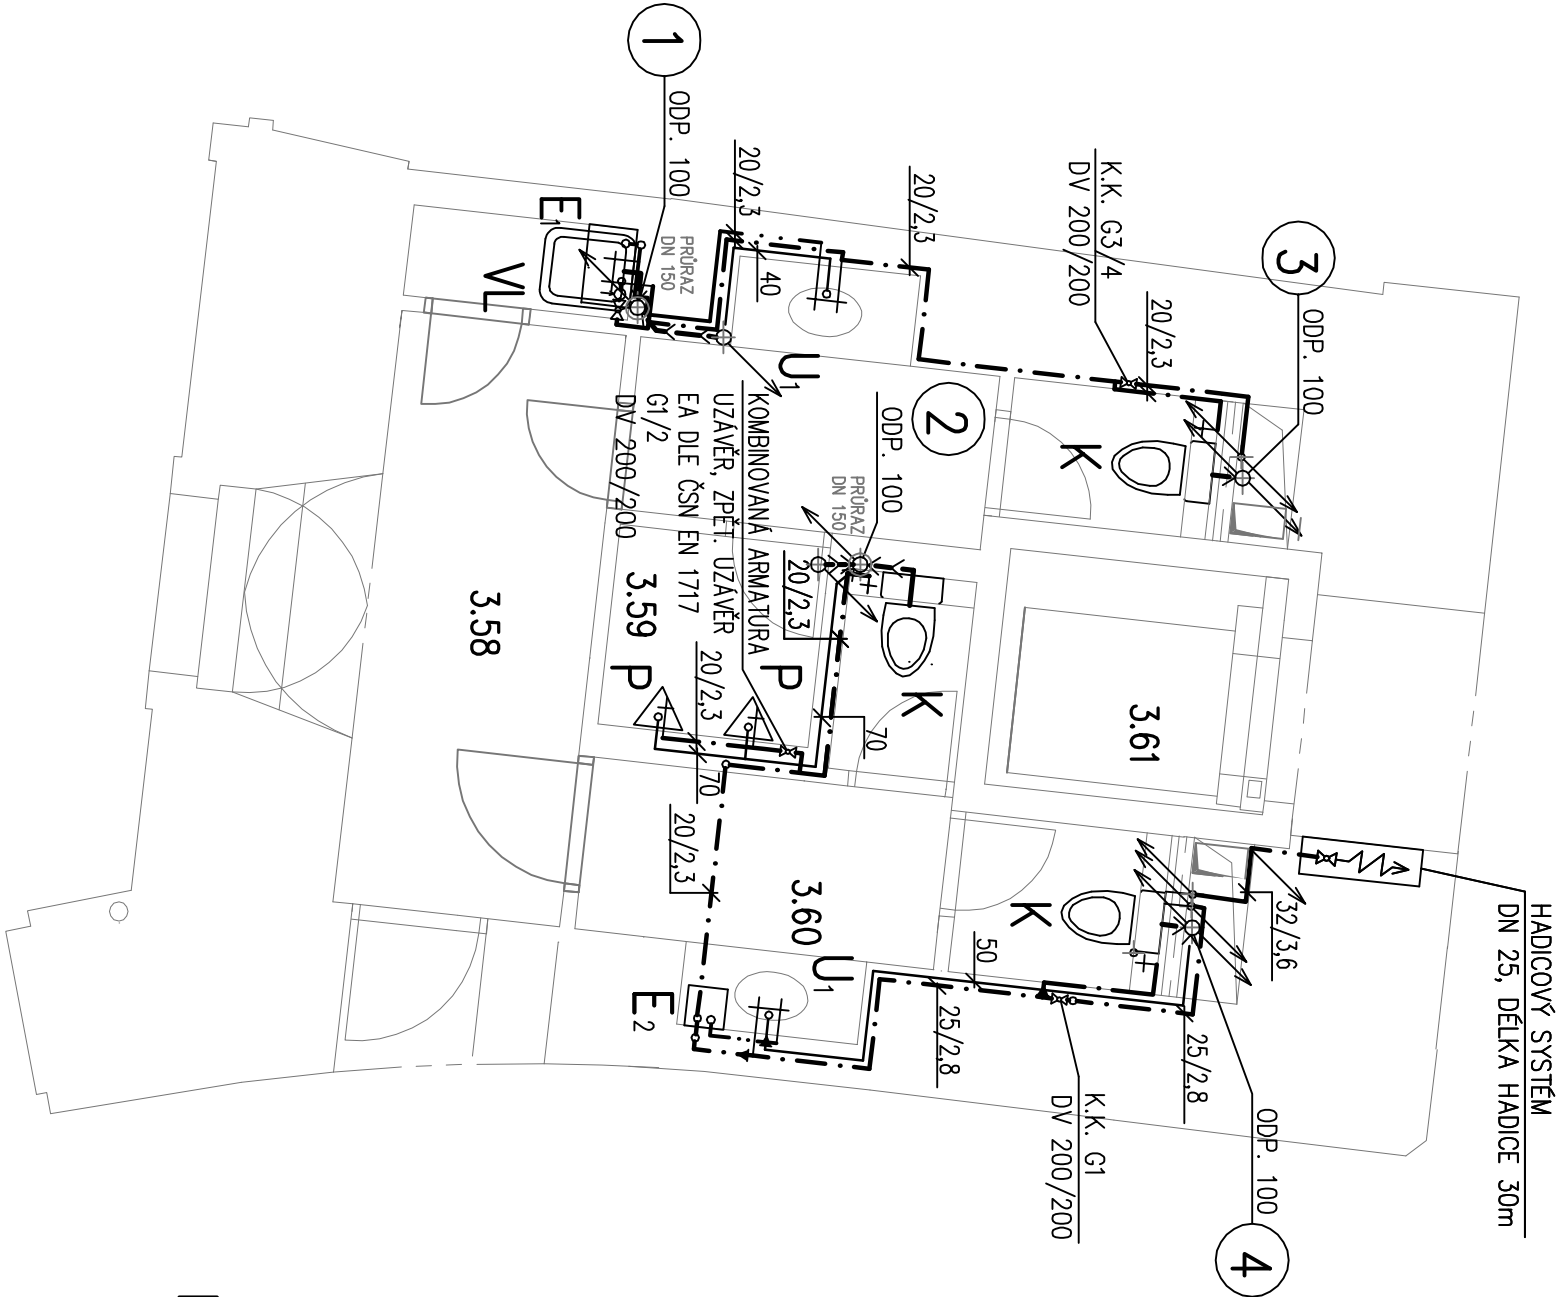 HADICOVÝ SYSTÉM
DN 25, DÉLKA HADICE 30m
3
ODP. 100
K.K. G3/4
DV 200/200
20/2,3
20/2,3
20/2,3
1
ODP. 100
PRŮRAZ
DN 150
40
E1
VL
U1
K
2
ODP. 100
PRŮRAZ
DN 150
KOMBINOVANÁ ARMATURA
UZÁVĚR, ZPĚT. UZÁVĚR
EA DLE ČSN EN 1717
G1/2
DV 200/200
20/2,3
3.61
3.59
3.58
K
P
P
20/2,3
70
70
20/2,3
3.60
K
32/3,6
50
U1
E2
25/2,8
25/2,8
K.K. G1
DV 200/200
ODP. 100
4